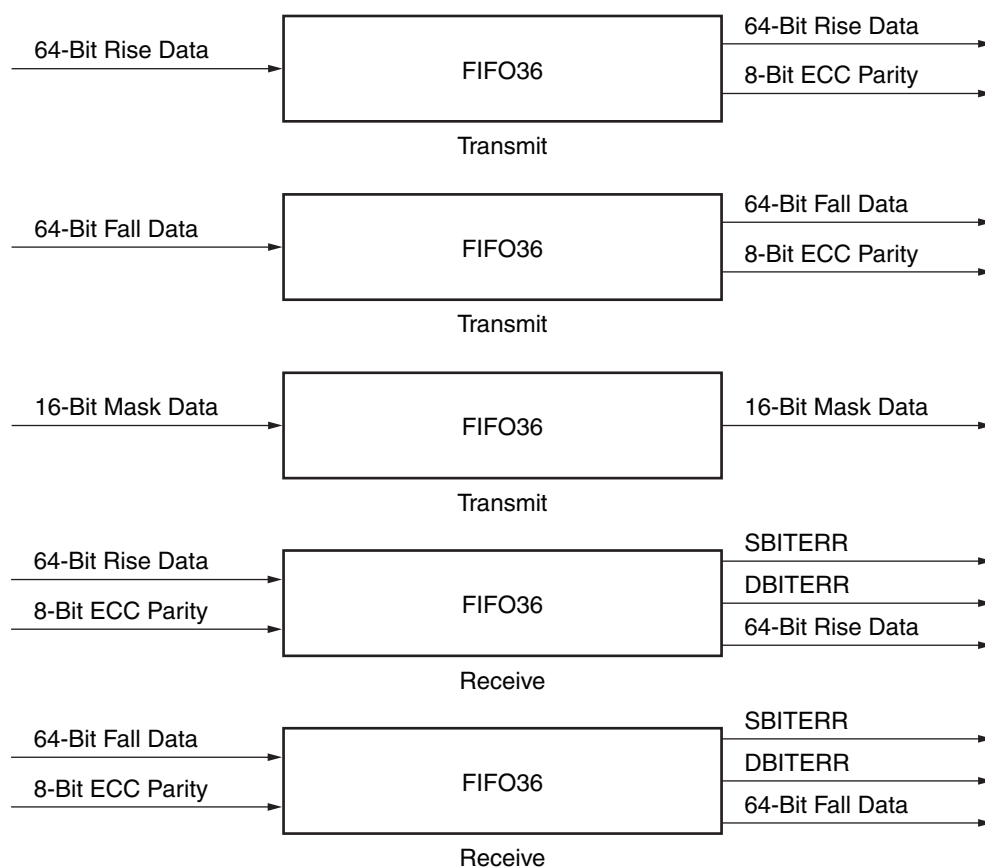 64-Bit Rise Data
FIFO36
64-Bit Rise Data
8-Bit ECC Parity
Transmit
64-Bit Fall Data
FIFO36
64-Bit Fall Data
8-Bit ECC Parity
Transmit
16-Bit Mask Data
FIFO36
16-Bit Mask Data
Transmit
64-Bit Rise Data
8-Bit ECC Parity
FIFO36
SBITERR
DBITERR
64-Bit Rise Data
Receive
64-Bit Fall Data
8-Bit ECC Parity
FIFO36
SBITERR
DBITERR
64-Bit Fall Data
Receive